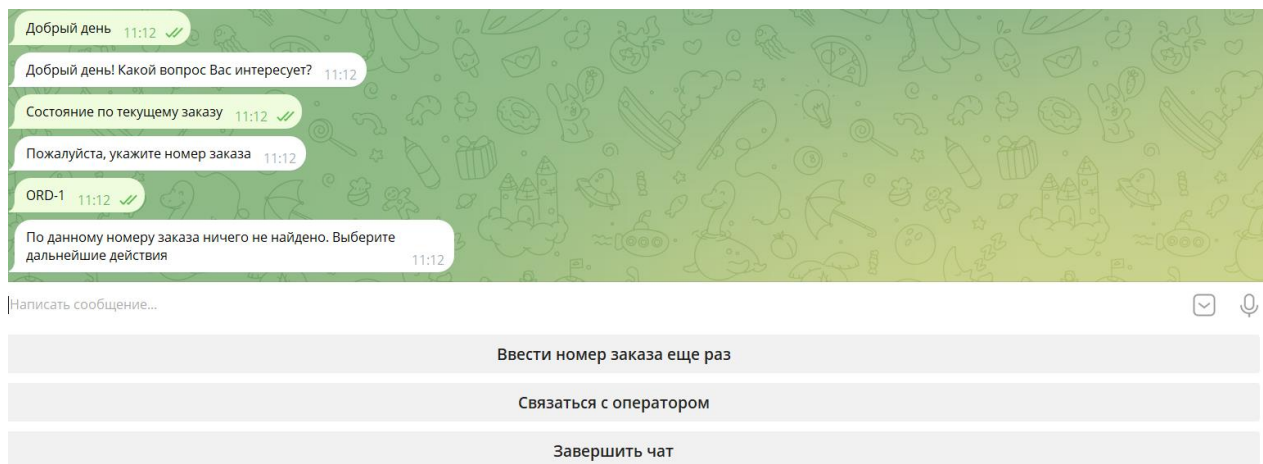 Добрый день 11:12
Добрый день! Какой вопрос Вас интересует? 11:12
Состояние по текущему заказу 11:12
Пожалуйста, укажите номер заказа 11:12
ORD-1 11:12
По данному номеру заказа ничего не найдено. Выберите
дальнейшие действия 11:12
Написать сообщение...
Ввести номер заказа еще раз
Связаться с оператором
Завершить чат